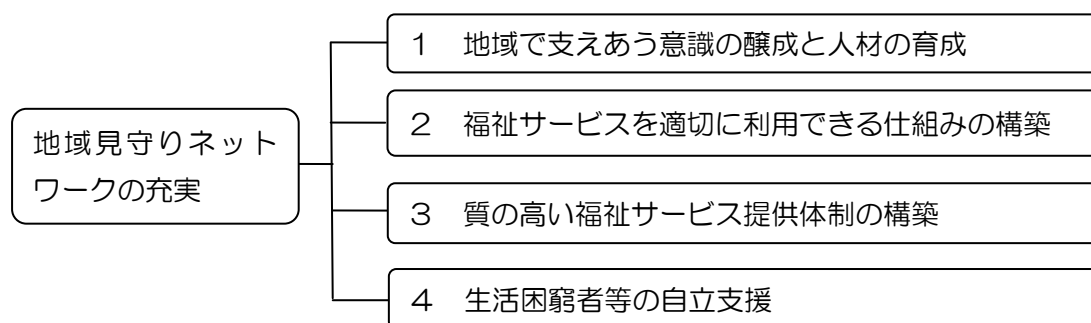 地域見守りネット
ワークの充実
１　地域で支えあう意識の醸成と人材の育成
２　福祉サービスを適切に利用できる仕組みの構築
３　質の高い福祉サービス提供体制の構築
４　生活困窮者等の自立支援